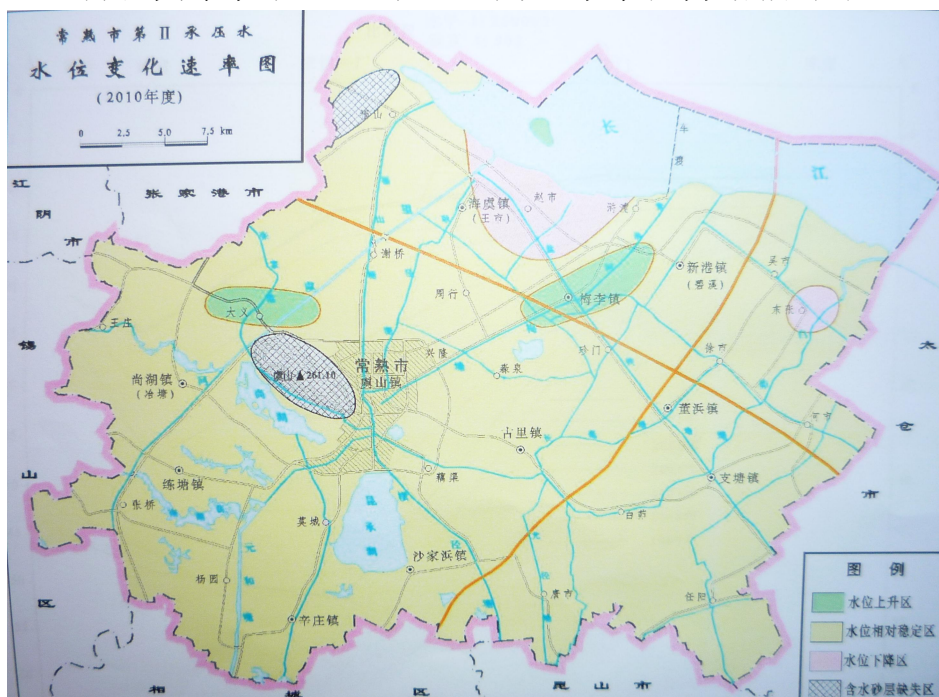 常熟市第Ⅱ承压水
水位变化速率图
(2010年度)
0 2.5 5.0 7.5 km
长
江
江
阴
市
张家港市
海虞镇
(王市)
赵市
浒浦
谢桥
新港镇
(碧溪)
吴市
周行
梅李镇
东张
大义
王庄
兴隆
常熟市
虞山镇
虞山▲261.10
珍门
徐市
森泉
尚湖镇
(冶塘)
董浜镇
古里镇
练塘镇
藕渠
支塘镇
张桥
白茆
莫城
昆承湖
沙家浜镇
杨园
唐市
任阳
辛庄镇
锡
山
区
太
仓
市
相城区
昆山市
图例
水位上升区
水位相对稳定区
水位下降区
含水砂层缺失区